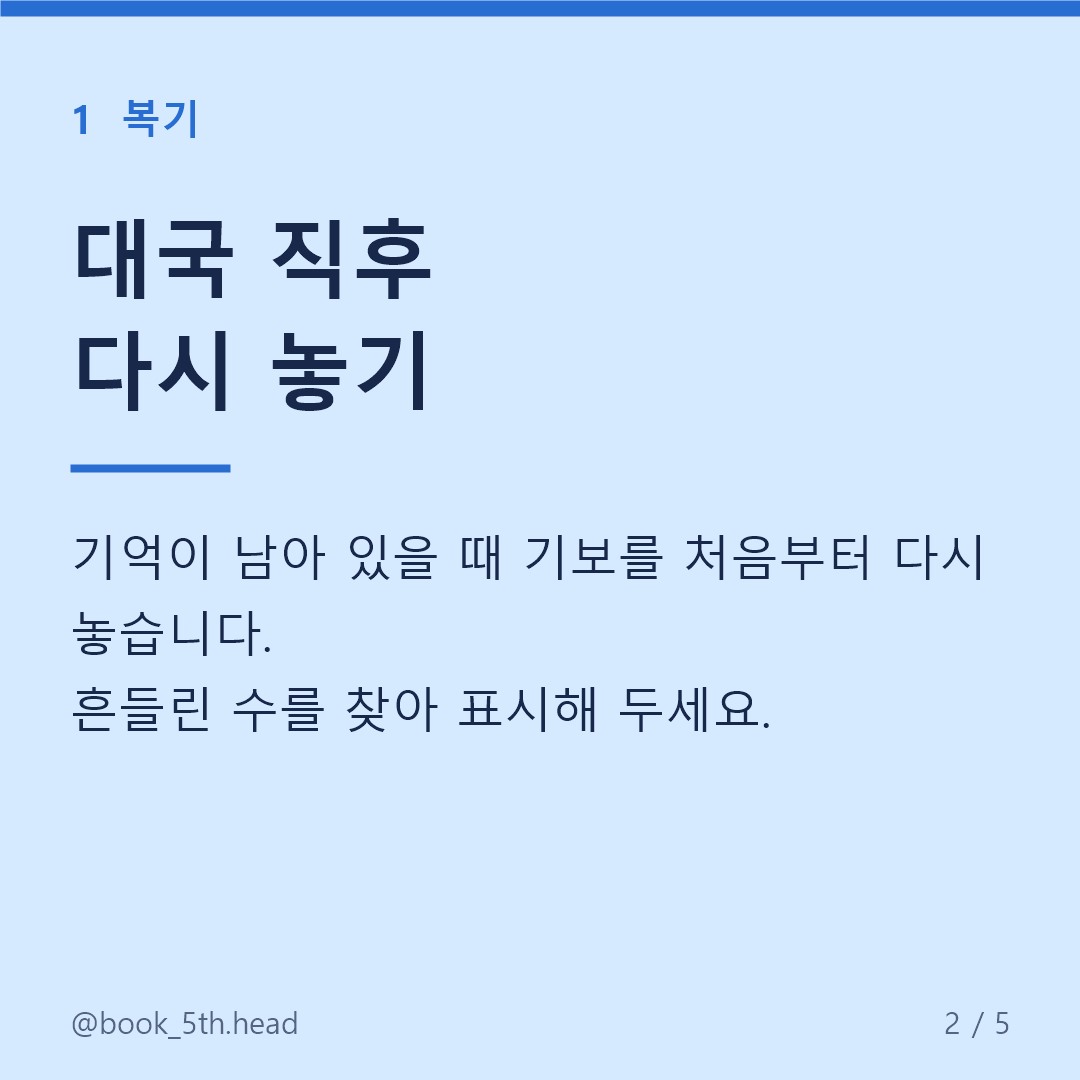 1 복기
대국 직후
다시 놓기
기억이 남아 있을 때 기보를 처음부터 다시
놓습니다.
흔들린 수를 찾아 표시해 두세요.
@book_5th.head
2 / 5